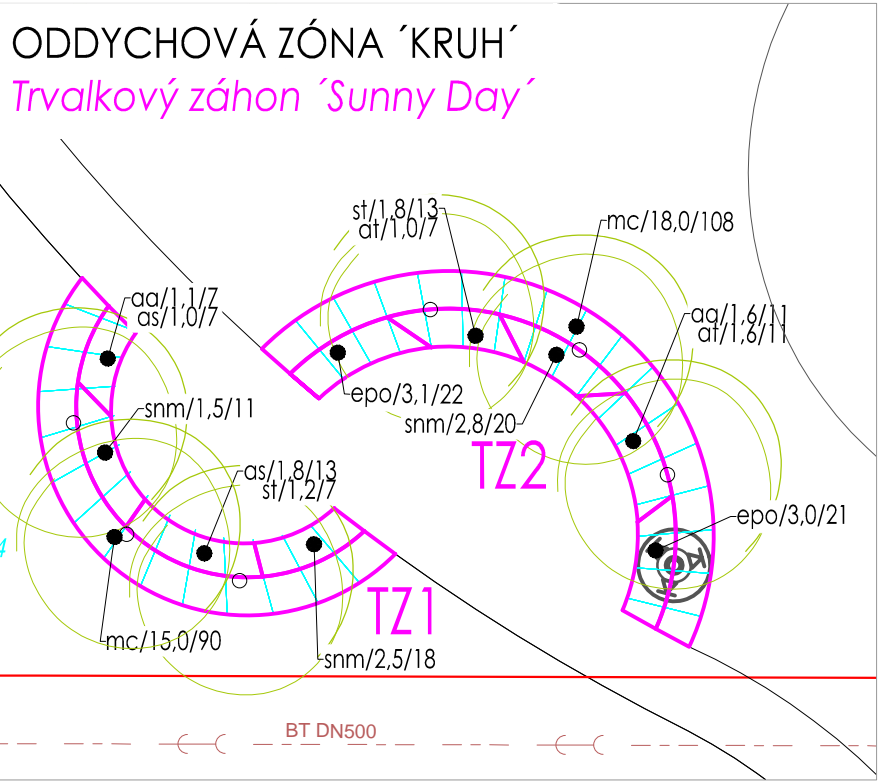 ODDYCHOVÁ ZÓNA ´KRUH´
Trvalkový záhon ´Sunny Day´
st/1,8/13
at/1,0/7
mc/18,0/108
aa/1,1/7
as/1,0/7
aq/1,6/11
at/1,6/11
epo/3,1/22
snm/1,5/11
snm/2,8/20
TZ2
as/1,8/13
st/1,2/7
epo/3,0/21
4
TZ1
mc/15,0/90
snm/2,5/18
BT DN500